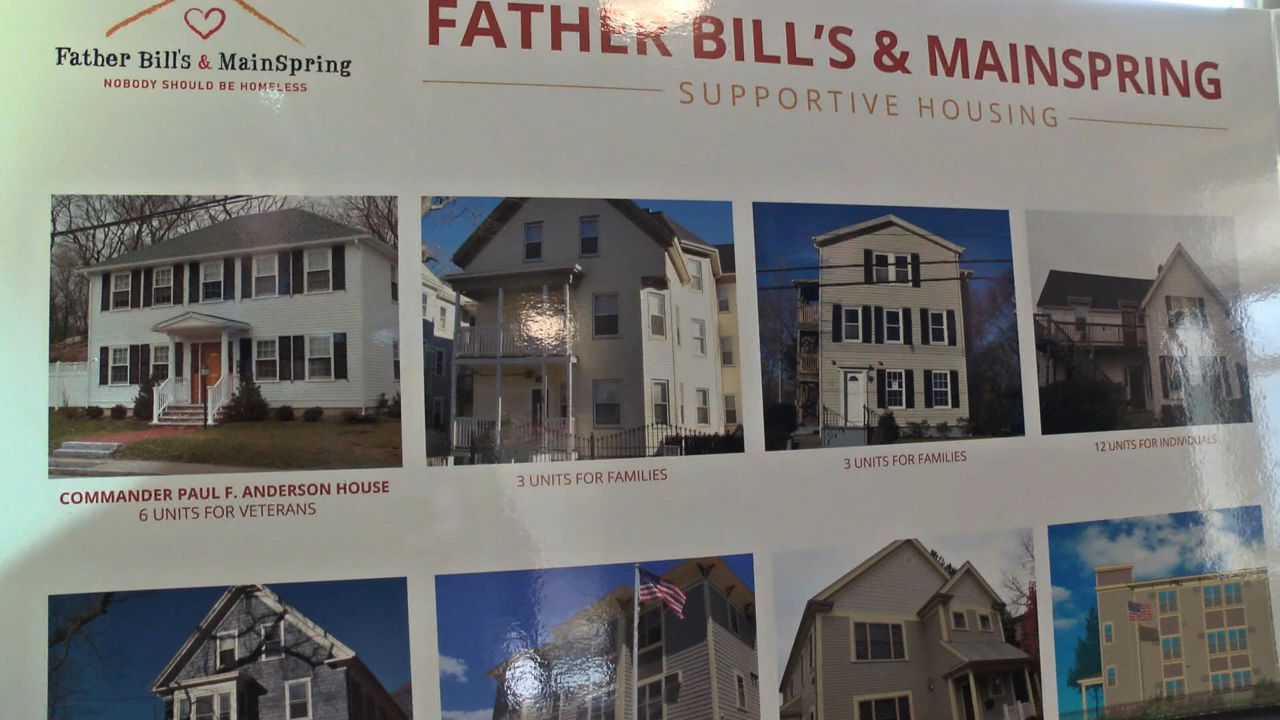 Father Bill's & MainSpring
NOBODY SHOULD BE HOMELESS
FATHER BILL'S & MAINSPRING
SUPPORTIVE HOUSING
COMMANDER PAUL F. ANDERSON HOUSE
6 UNITS FOR VETERANS
3 UNITS FOR FAMILIES
3 UNITS FOR FAMILIES
12 UNITS FOR INDIVIDUALS